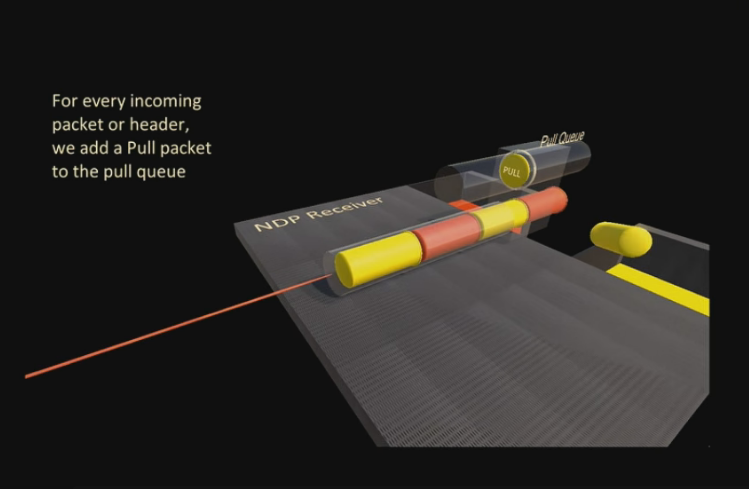 For every incoming
packet or header,
we add a Pull packet
to the pull queue
Pull Queue
PULL
NDP Receiver